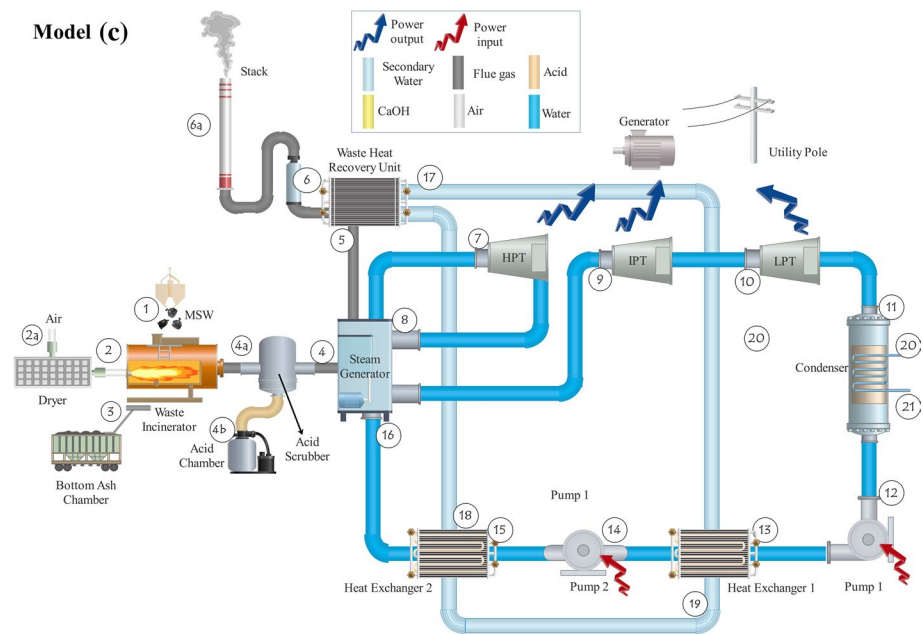 Model (c)
Stack
6a
Power
output
Power
input
Secondary
Water
Flue gas
Acid
CaOH
Air
Water
Generator
Utility Pole
Waste Heat
Recovery Unit
6
17
5
7
HPT
9
IPT
10
LPT
11
1
MSW
Air
2a
2
4a
4
8
Steam
Generator
20
Condenser
20
21
Dryer
3
Waste
Incinerator
4b
Acid
Chamber
Acid
Scrubber
16
Bottom Ash
Chamber
Pump 1
12
18
15
14
13
Heat Exchanger 2
Pump 2
Heat Exchanger 1
Pump 1
19